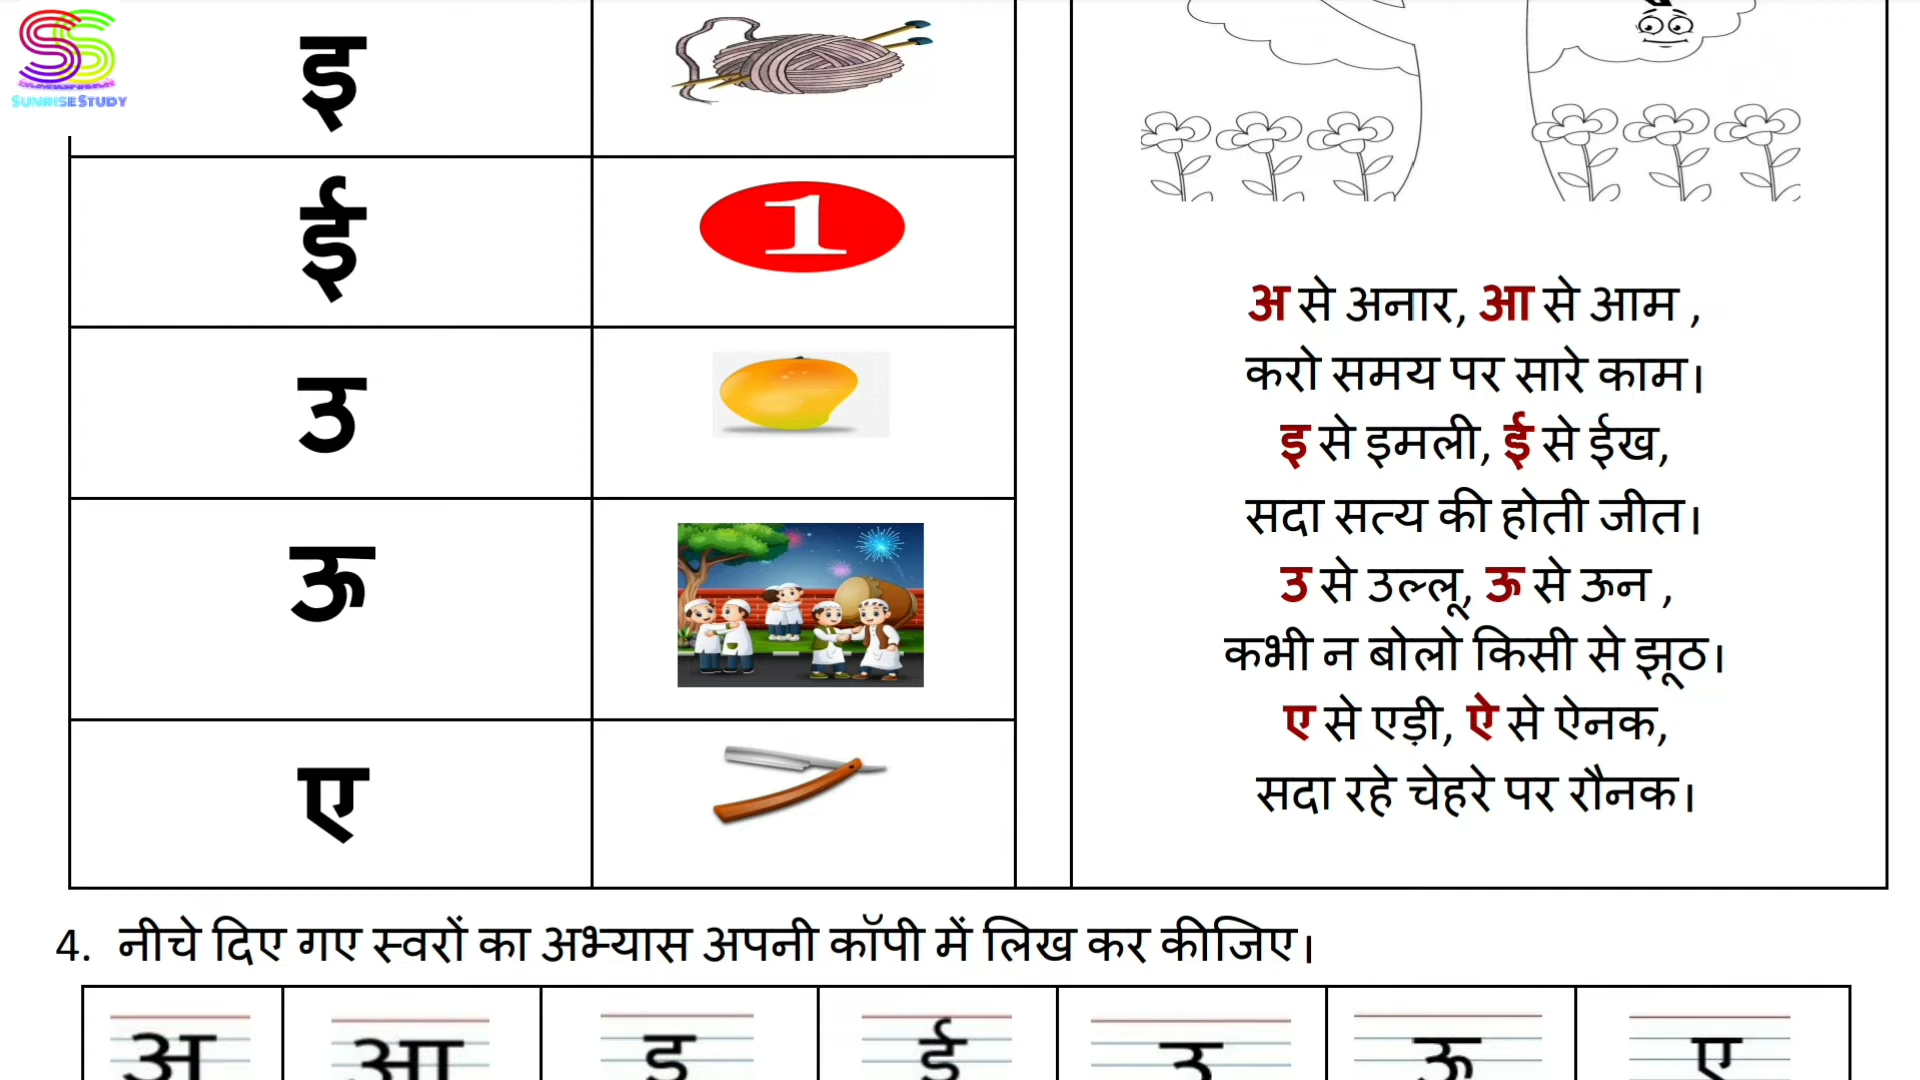 SS
SUNRISE STUDY
इ
ई
1
उ
ऊ
ए
अ से अनार, आ से आम ,
करो समय पर सारे काम।
इ से इमली, ई से ईख,
सदा सत्य की होती जीत।
उ से उल्लू, ऊ से ऊन ,
कभी न बोलो किसी से झूठ।
ए से एड़ी, ऐ से ऐनक,
सदा रहे चेहरे पर रौनक।
4. नीचे दिए गए स्वरों का अभ्यास अपनी कॉपी में लिख कर कीजिए।
अ आ इ ई उ ऊ ए